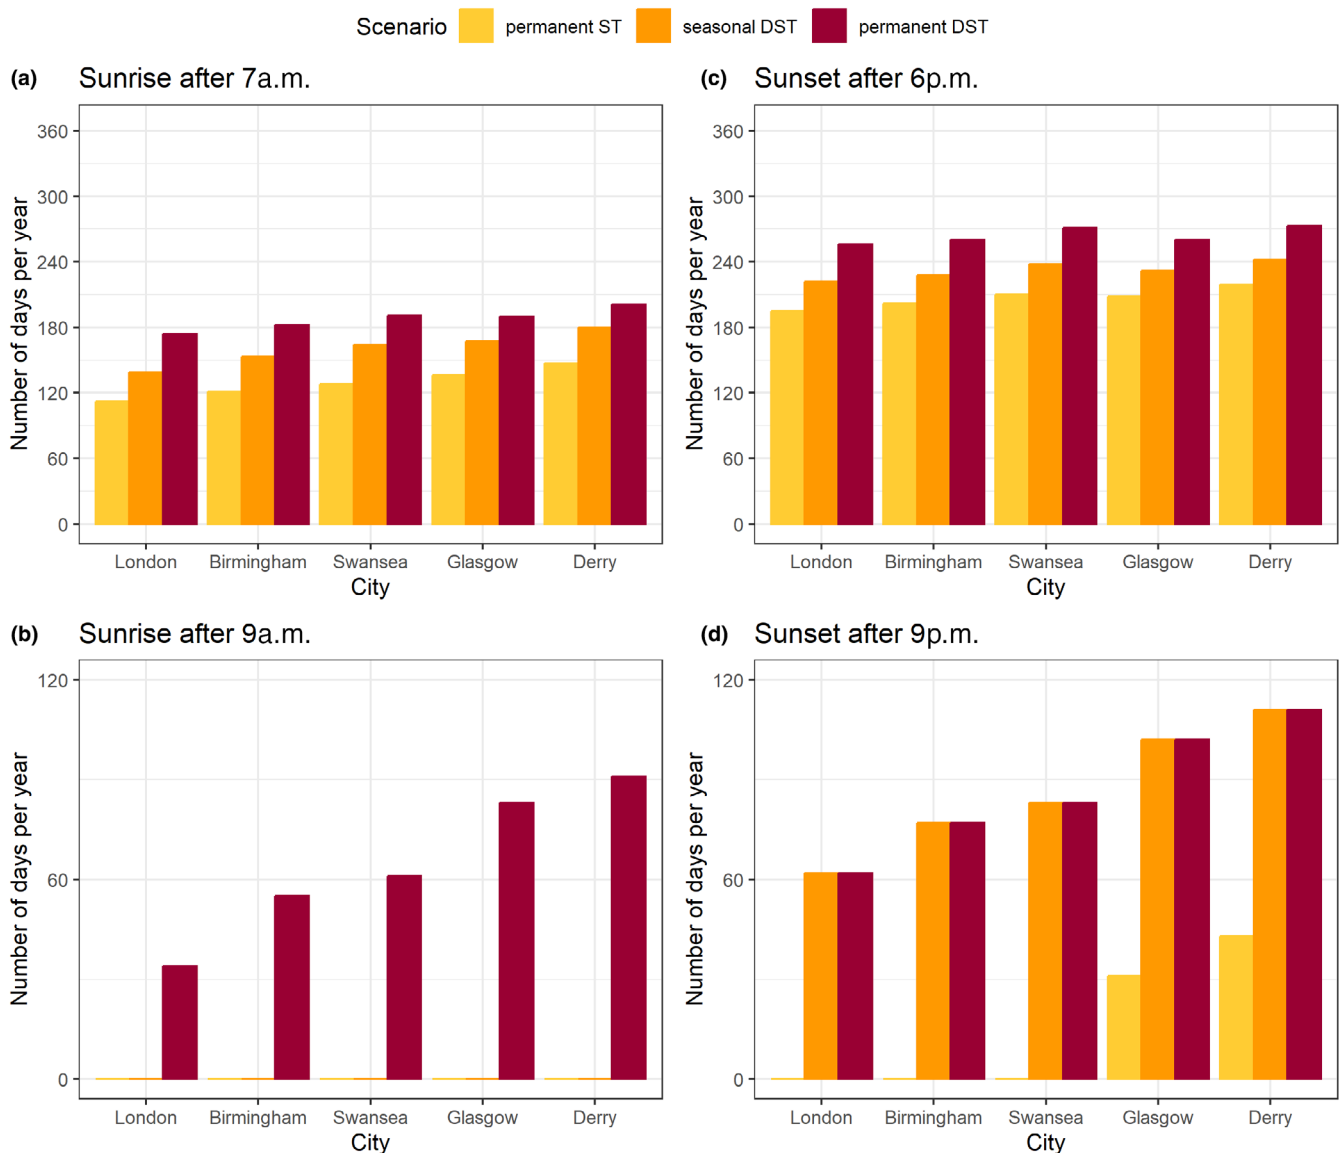 Scenario permanent ST seasonal DST permanent DST
(a) Sunrise after 7a.m.
Number of days per year
360
300
240
180
120
60
0
London Birmingham Swansea Glasgow Derry
City
(c) Sunset after 6p.m.
Number of days per year
360
300
240
180
120
60
0
London Birmingham Swansea Glasgow Derry
City
(b) Sunrise after 9a.m.
Number of days per year
120
60
0
London Birmingham Swansea Glasgow Derry
City
(d) Sunset after 9p.m.
Number of days per year
120
60
0
London Birmingham Swansea Glasgow Derry
City